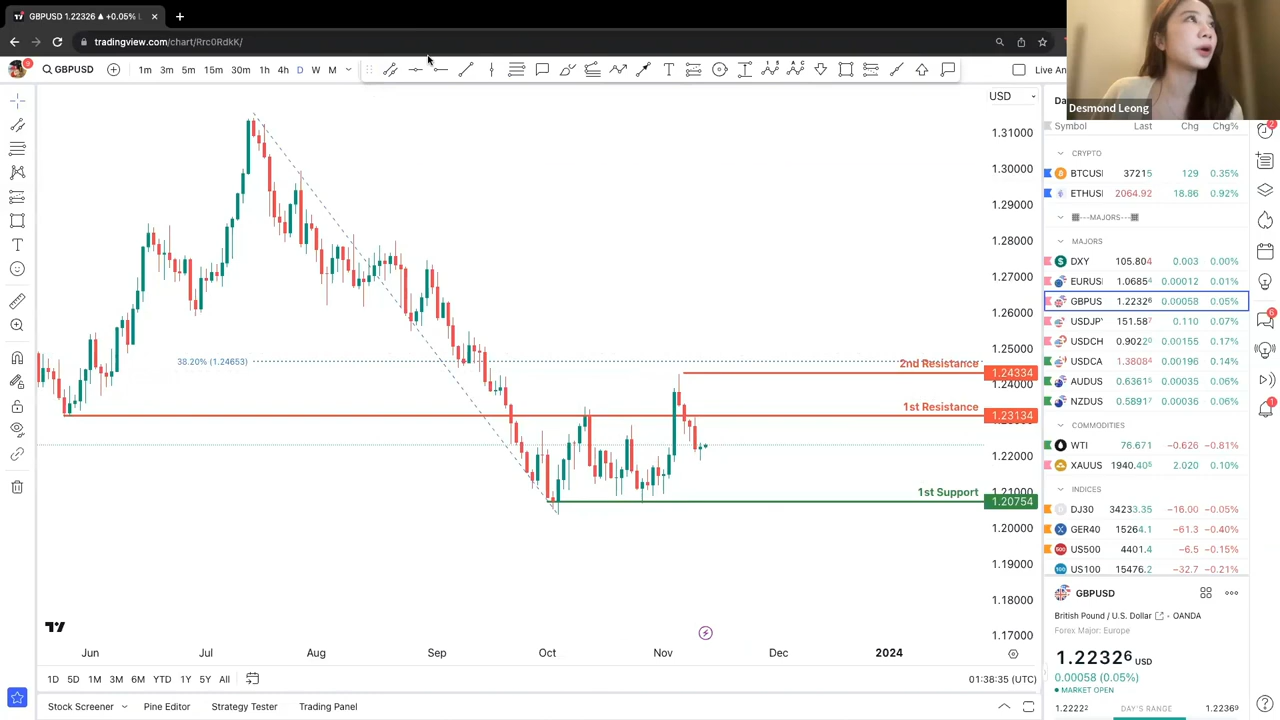 GBPUSD 1.22326 ▲ +0.05%
tradingview.com/chart/Rrc0RdkK/
GBPUSD
1m 3m 5m 15m 30m 1h 4h D W M
Live An
Desmond Leong
USD
Da
Symbol Last Chg Chg%
CRYPTO
BTCUSI 37215 129 0.35%
ETHUSI 2064.92 18.86 0.92%
---MAJORS---
MAJORS
DXY 105.804 0.003 0.00%
EURUSI 1.06854 0.00012 0.01%
GBPUS 1.22326 0.00058 0.05%
USDJP 151.587 0.110 0.07%
USDCH 0.90220 0.00155 0.17%
USDCA 1.38084 0.00196 0.14%
AUDUS 0.63615 0.00035 0.06%
NZDUS 0.58917 0.00036 0.06%
COMMODITIES
WTI 76.671 −0.626 −0.81%
XAUUS 1940.405 2.020 0.10%
INDICES
DJ30 34233.35 −16.00 −0.05%
GER40 15264.1 −61.3 −0.40%
US500 4401.4 −6.5 −0.15%
US100 15476.2 −32.7 −0.21%
1.31000
1.30000
1.29000
1.28000
1.27000
1.26000
1.25000
38.20% (1.24653)
2nd Resistance 1.24334
1.24000
1st Resistance 1.23134
1.22000
1.21000
1st Support 1.20754
1.20000
1.19000
1.18000
1.17000
Jun Jul Aug Sep Oct Nov Dec 2024
1D 5D 1M 3M 6M YTD 1Y 5Y All
01:38:35 (UTC)
Stock Screener Pine Editor Strategy Tester Trading Panel
GBPUSD
British Pound / U.S. Dollar • OANDA
Forex Major: Europe
1.22326 USD
0.00058 (0.05%)
MARKET OPEN
1.22222 DAY'S RANGE 1.22369